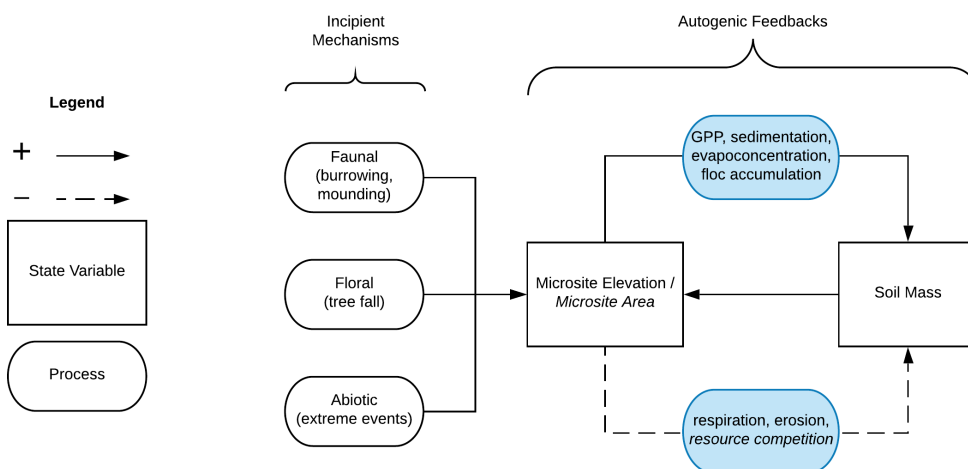 Incipient
Mechanisms
Autogenic Feedbacks
Legend
+
−
State Variable
Process
Faunal
(burrowing,
mounding)
Floral
(tree fall)
Abiotic
(extreme events)
GPP, sedimentation,
evapoconcentration,
floc accumulation
Microsite Elevation /
Microsite Area
Soil Mass
respiration, erosion,
resource competition